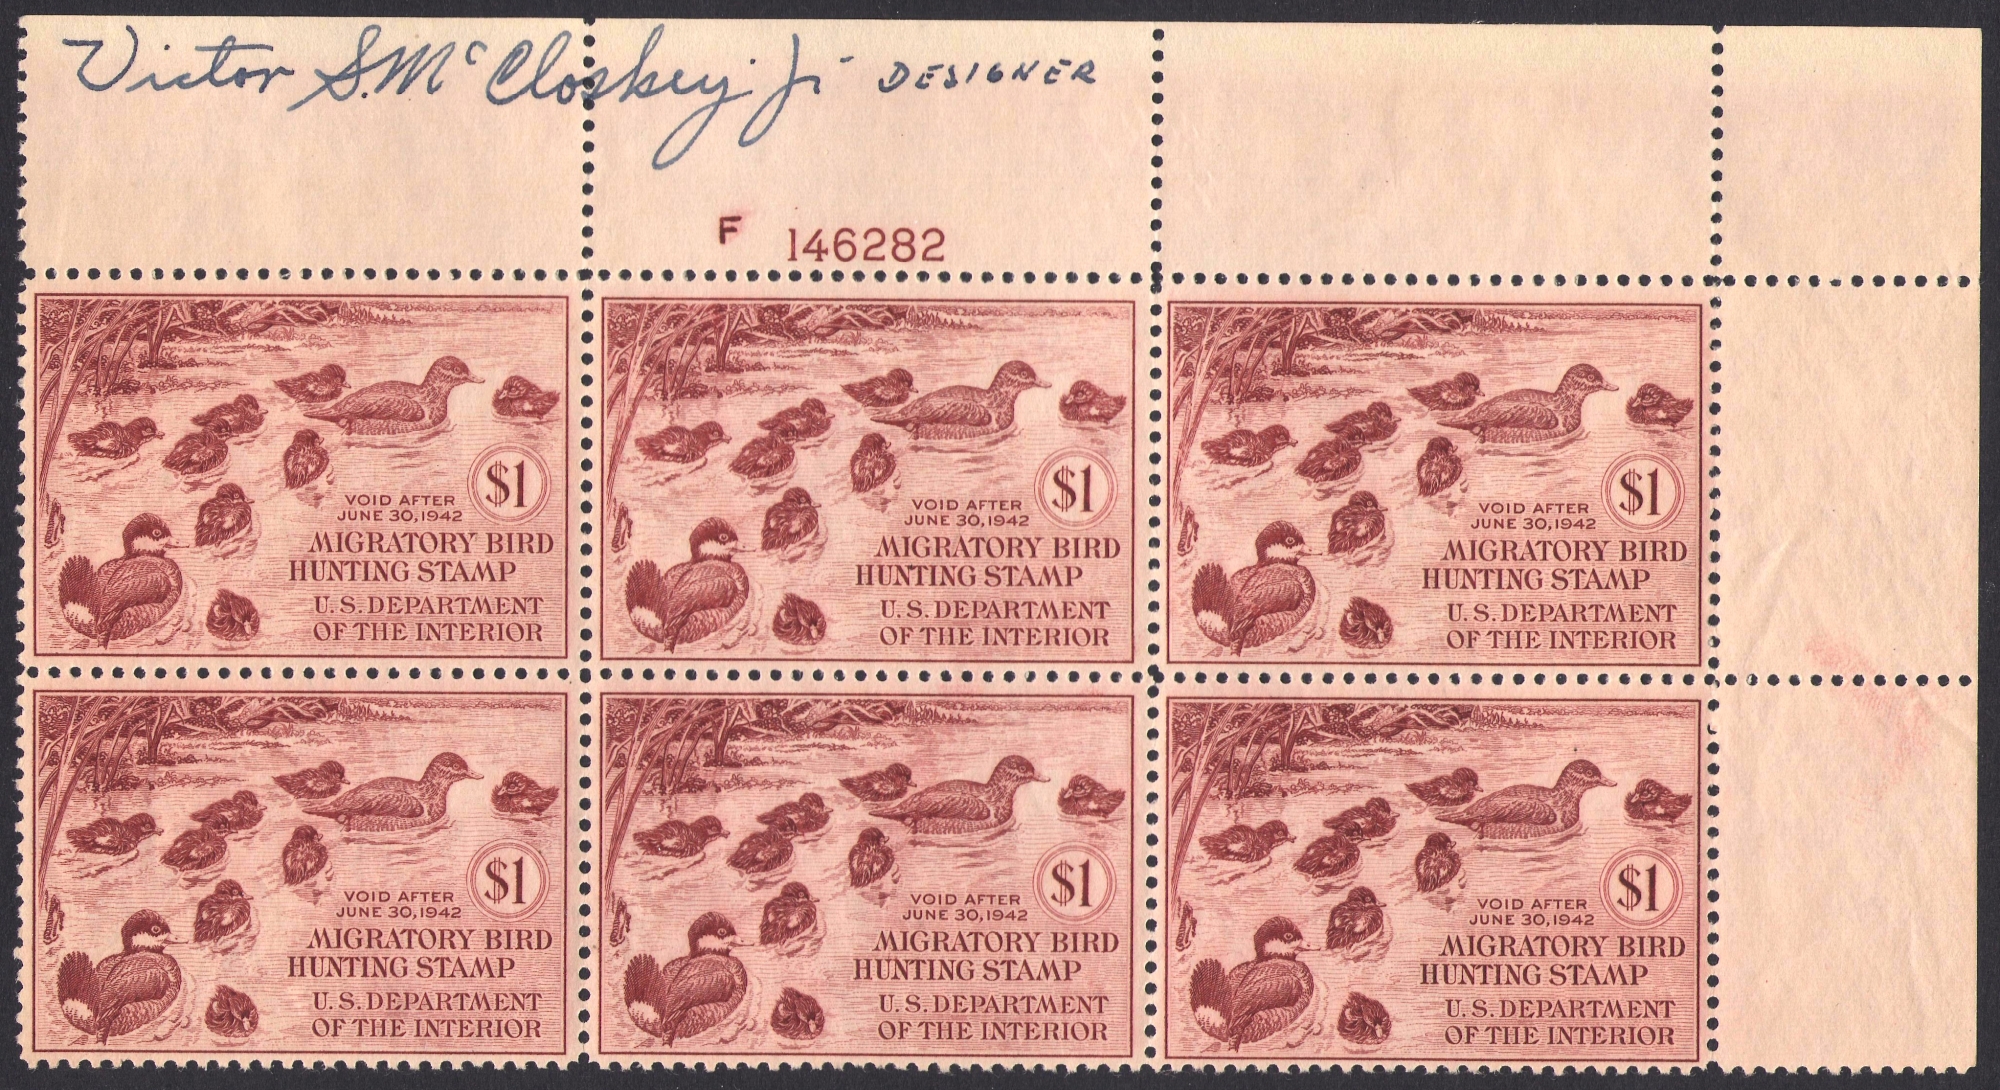 Victor S. McCloskey Jr DESIGNER
F 146282
$1
VOID AFTER
JUNE 30, 1942
MIGRATORY BIRD
HUNTING STAMP
U.S. DEPARTMENT
OF THE INTERIOR
$1
VOID AFTER
JUNE 30, 1942
MIGRATORY BIRD
HUNTING STAMP
U.S. DEPARTMENT
OF THE INTERIOR
$1
VOID AFTER
JUNE 30, 1942
MIGRATORY BIRD
HUNTING STAMP
U.S. DEPARTMENT
OF THE INTERIOR
$1
VOID AFTER
JUNE 30, 1942
MIGRATORY BIRD
HUNTING STAMP
U.S. DEPARTMENT
OF THE INTERIOR
$1
VOID AFTER
JUNE 30, 1942
MIGRATORY BIRD
HUNTING STAMP
U.S. DEPARTMENT
OF THE INTERIOR
$1
VOID AFTER
JUNE 30, 1942
MIGRATORY BIRD
HUNTING STAMP
U.S. DEPARTMENT
OF THE INTERIOR